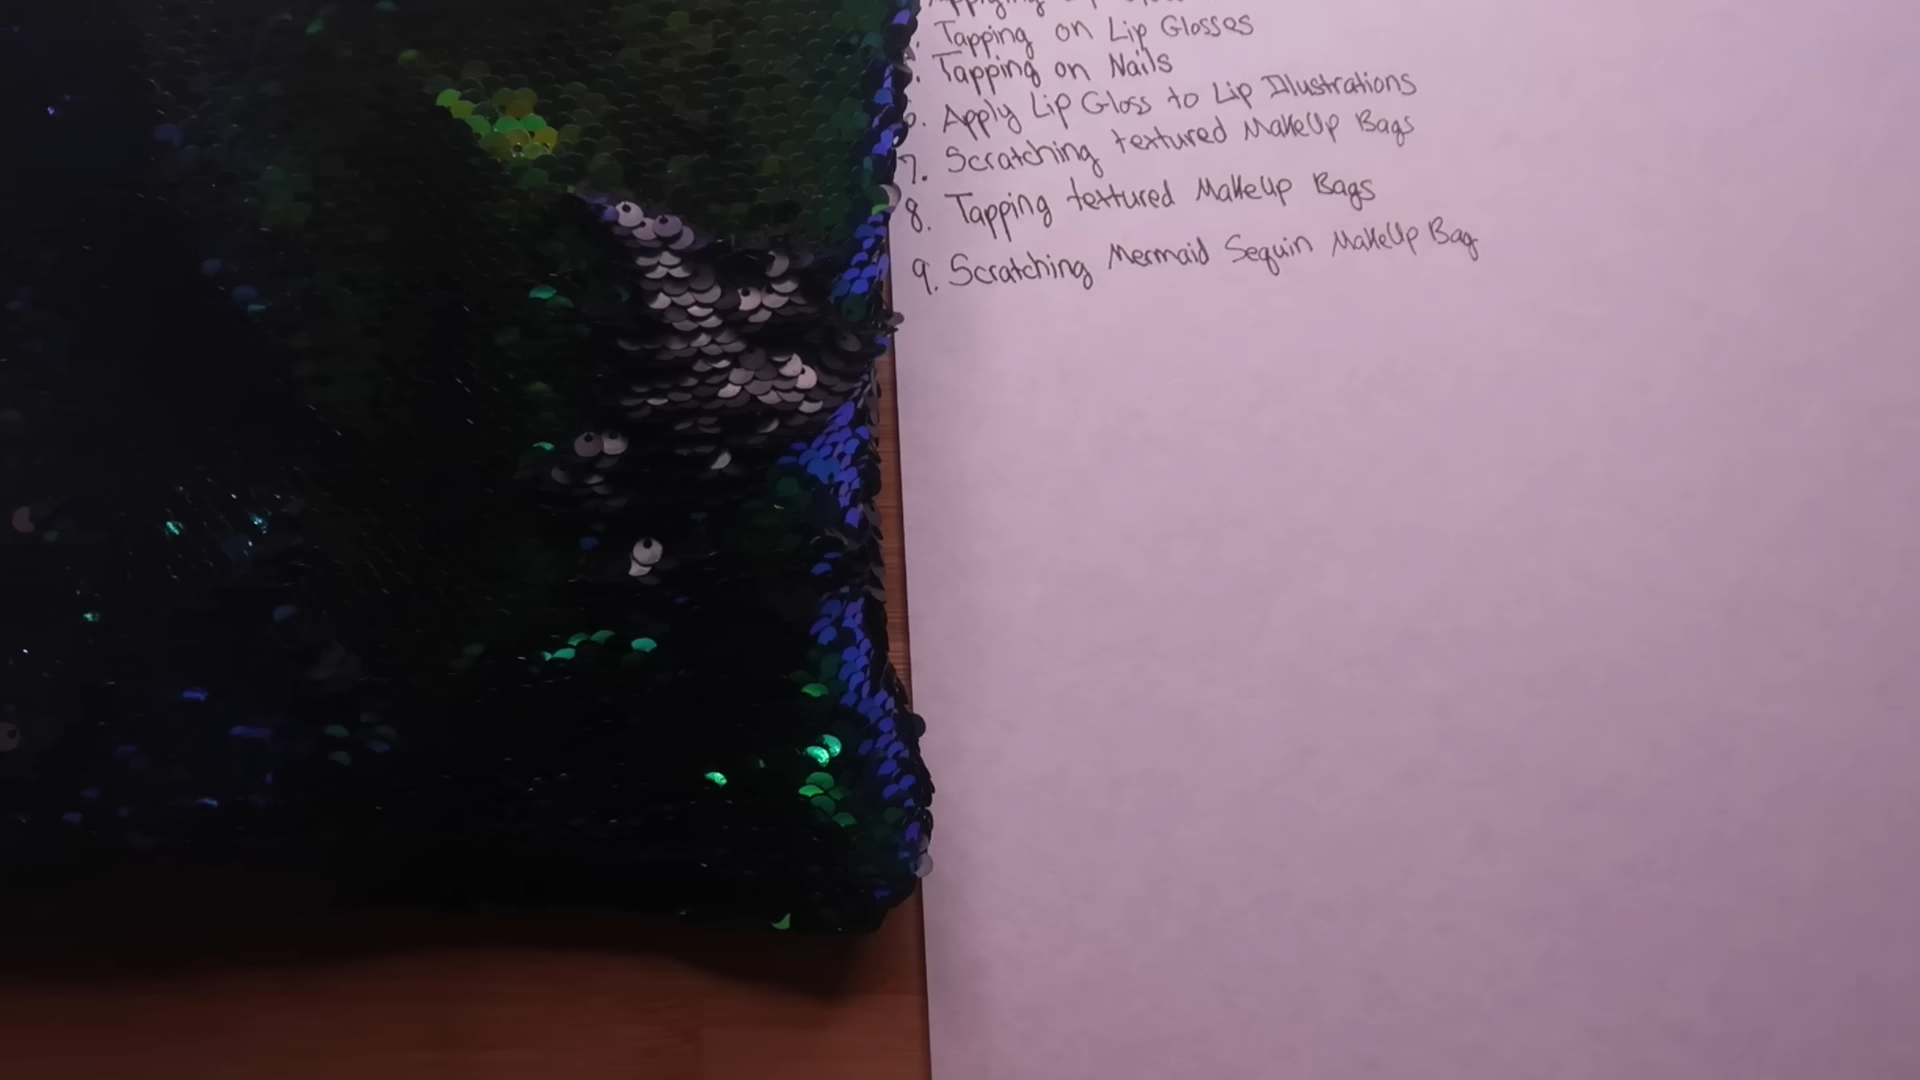 Tapping on Lip Glosses
Tapping on Nails
6. Apply Lip Gloss to Lip Illustrations
7. Scratching textured MakeUp Bags
8. Tapping textured MakeUp Bags
9. Scratching Mermaid Sequin MakeUp Bag